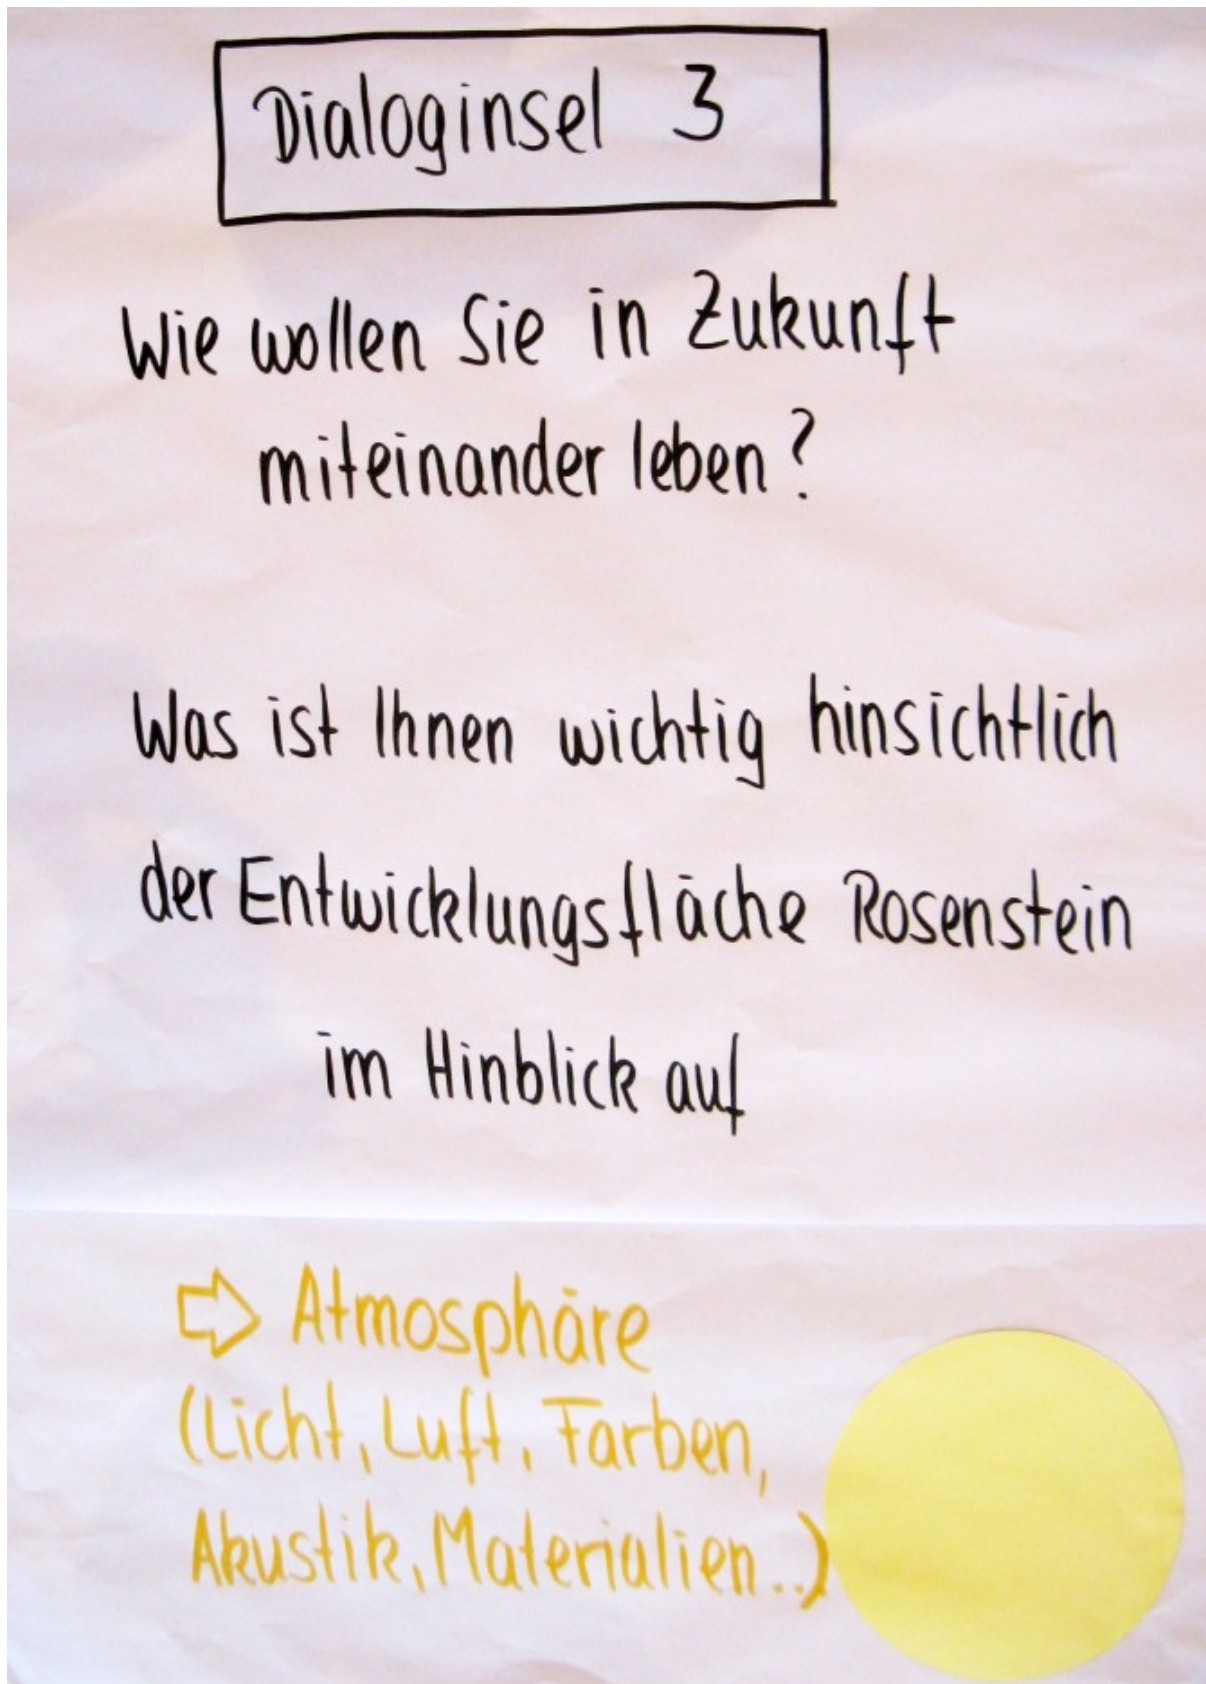 Dialoginsel 3
Wie wollen Sie in Zukunft
miteinander leben?
Was ist Ihnen wichtig hinsichtlich
der Entwicklungsfläche Rosenstein
im Hinblick auf
⇨ Atmosphäre
(Licht, Luft, Farben,
Akustik, Materialien..)